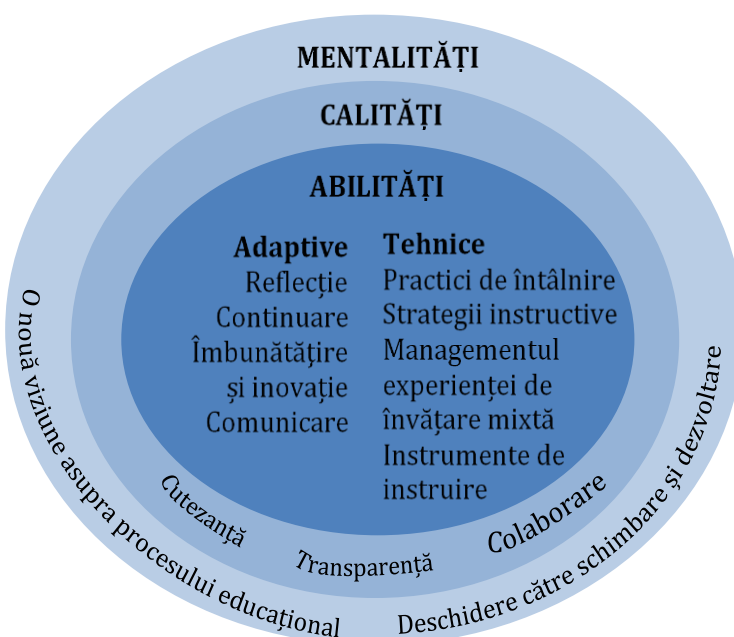 MENTALITĂȚI
CALITĂȚI
ABILITĂȚI
Adaptive
Reflecție
Continuare
Îmbunătățire
și inovație
Comunicare
Tehnice
Practici de întâlnire
Strategii instructive
Managementul
experienței de
învățare mixtă
Instrumente de
instruire
Cutezanță
Transparență
Colaborare
O nouă viziune asupra procesului educațional
Deschidere către schimbare și dezvoltare